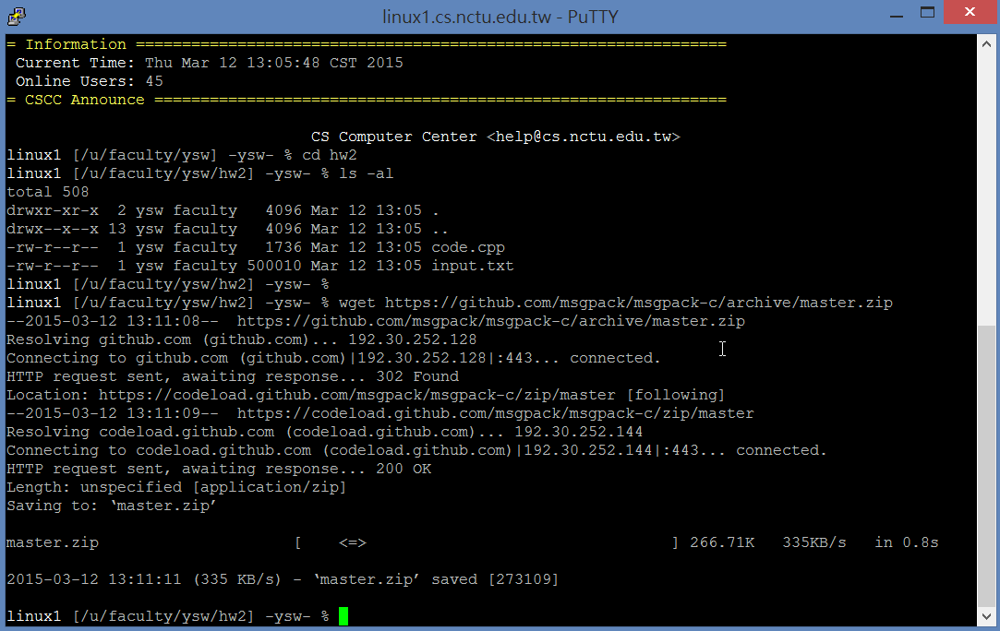 linux1.cs.nctu.edu.tw - PuTTY
= Information ================================================================
Current Time: Thu Mar 12 13:05:48 CST 2015
Online Users: 45
= CSCC Announce ==============================================================
CS Computer Center <help@cs.nctu.edu.tw>
linux1 [/u/faculty/ysw] -ysw- % cd hw2
linux1 [/u/faculty/ysw/hw2] -ysw- % ls -al
total 508
drwxr-xr-x  2 ysw faculty   4096 Mar 12 13:05 .
drwx--x--x 13 ysw faculty   4096 Mar 12 13:05 ..
-rw-r--r--  1 ysw faculty   1736 Mar 12 13:05 code.cpp
-rw-r--r--  1 ysw faculty 500010 Mar 12 13:05 input.txt
linux1 [/u/faculty/ysw/hw2] -ysw- %
linux1 [/u/faculty/ysw/hw2] -ysw- % wget https://github.com/msgpack/msgpack-c/archive/master.zip
--2015-03-12 13:11:08--  https://github.com/msgpack/msgpack-c/archive/master.zip
Resolving github.com (github.com)... 192.30.252.128
Connecting to github.com (github.com)|192.30.252.128|:443... connected.
HTTP request sent, awaiting response... 302 Found
Location: https://codeload.github.com/msgpack/msgpack-c/zip/master [following]
--2015-03-12 13:11:09--  https://codeload.github.com/msgpack/msgpack-c/zip/master
Resolving codeload.github.com (codeload.github.com)... 192.30.252.144
Connecting to codeload.github.com (codeload.github.com)|192.30.252.144|:443... connected.
HTTP request sent, awaiting response... 200 OK
Length: unspecified [application/zip]
Saving to: ‘master.zip’
master.zip                     [    <=>                                 ] 266.71K   335KB/s   in 0.8s
2015-03-12 13:11:11 (335 KB/s) - ‘master.zip’ saved [273109]
linux1 [/u/faculty/ysw/hw2] -ysw- %